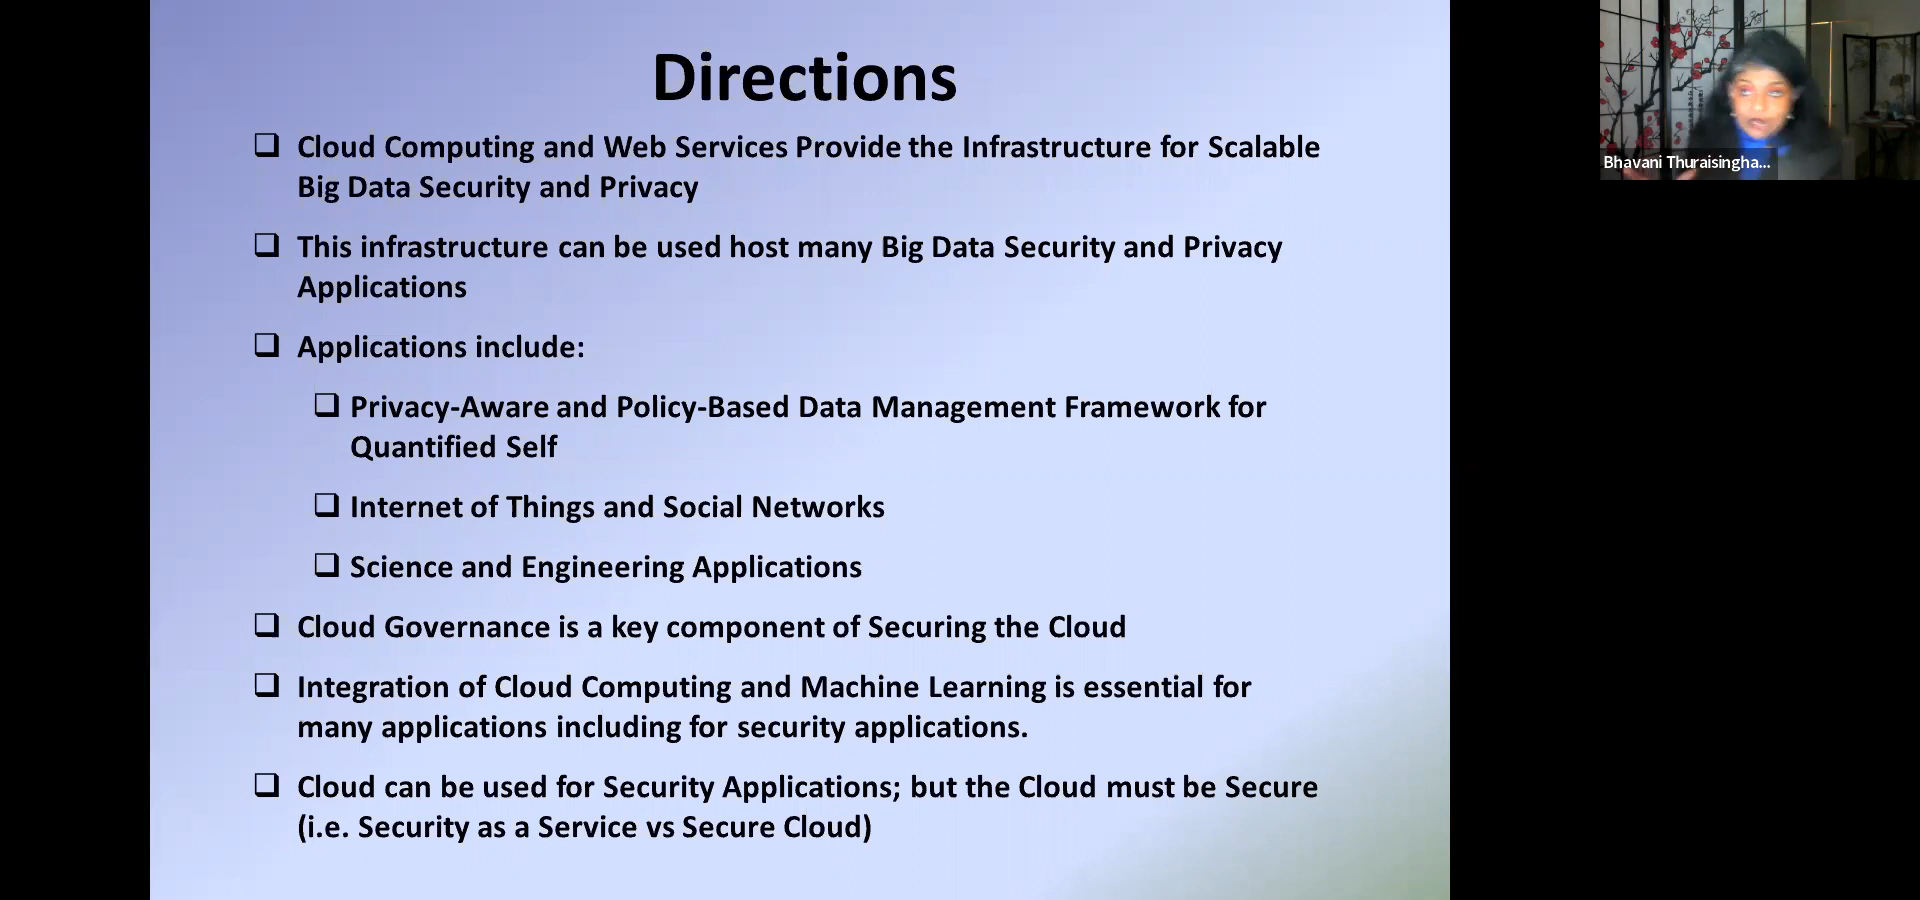 Directions
❑ Cloud Computing and Web Services Provide the Infrastructure for Scalable
Big Data Security and Privacy
❑ This infrastructure can be used host many Big Data Security and Privacy
Applications
❑ Applications include:
❑ Privacy-Aware and Policy-Based Data Management Framework for
Quantified Self
❑ Internet of Things and Social Networks
❑ Science and Engineering Applications
❑ Cloud Governance is a key component of Securing the Cloud
❑ Integration of Cloud Computing and Machine Learning is essential for
many applications including for security applications.
❑ Cloud can be used for Security Applications; but the Cloud must be Secure
(i.e. Security as a Service vs Secure Cloud)
Bhavani Thuraisingha...